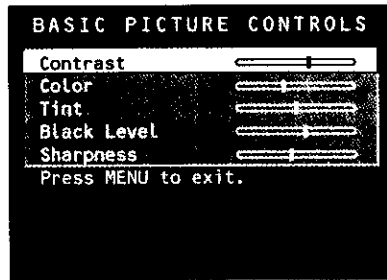 BASIC PICTURE CONTROLS
Contrast
Color
Tint
Black Level
Sharpness
Press MENU to exit.